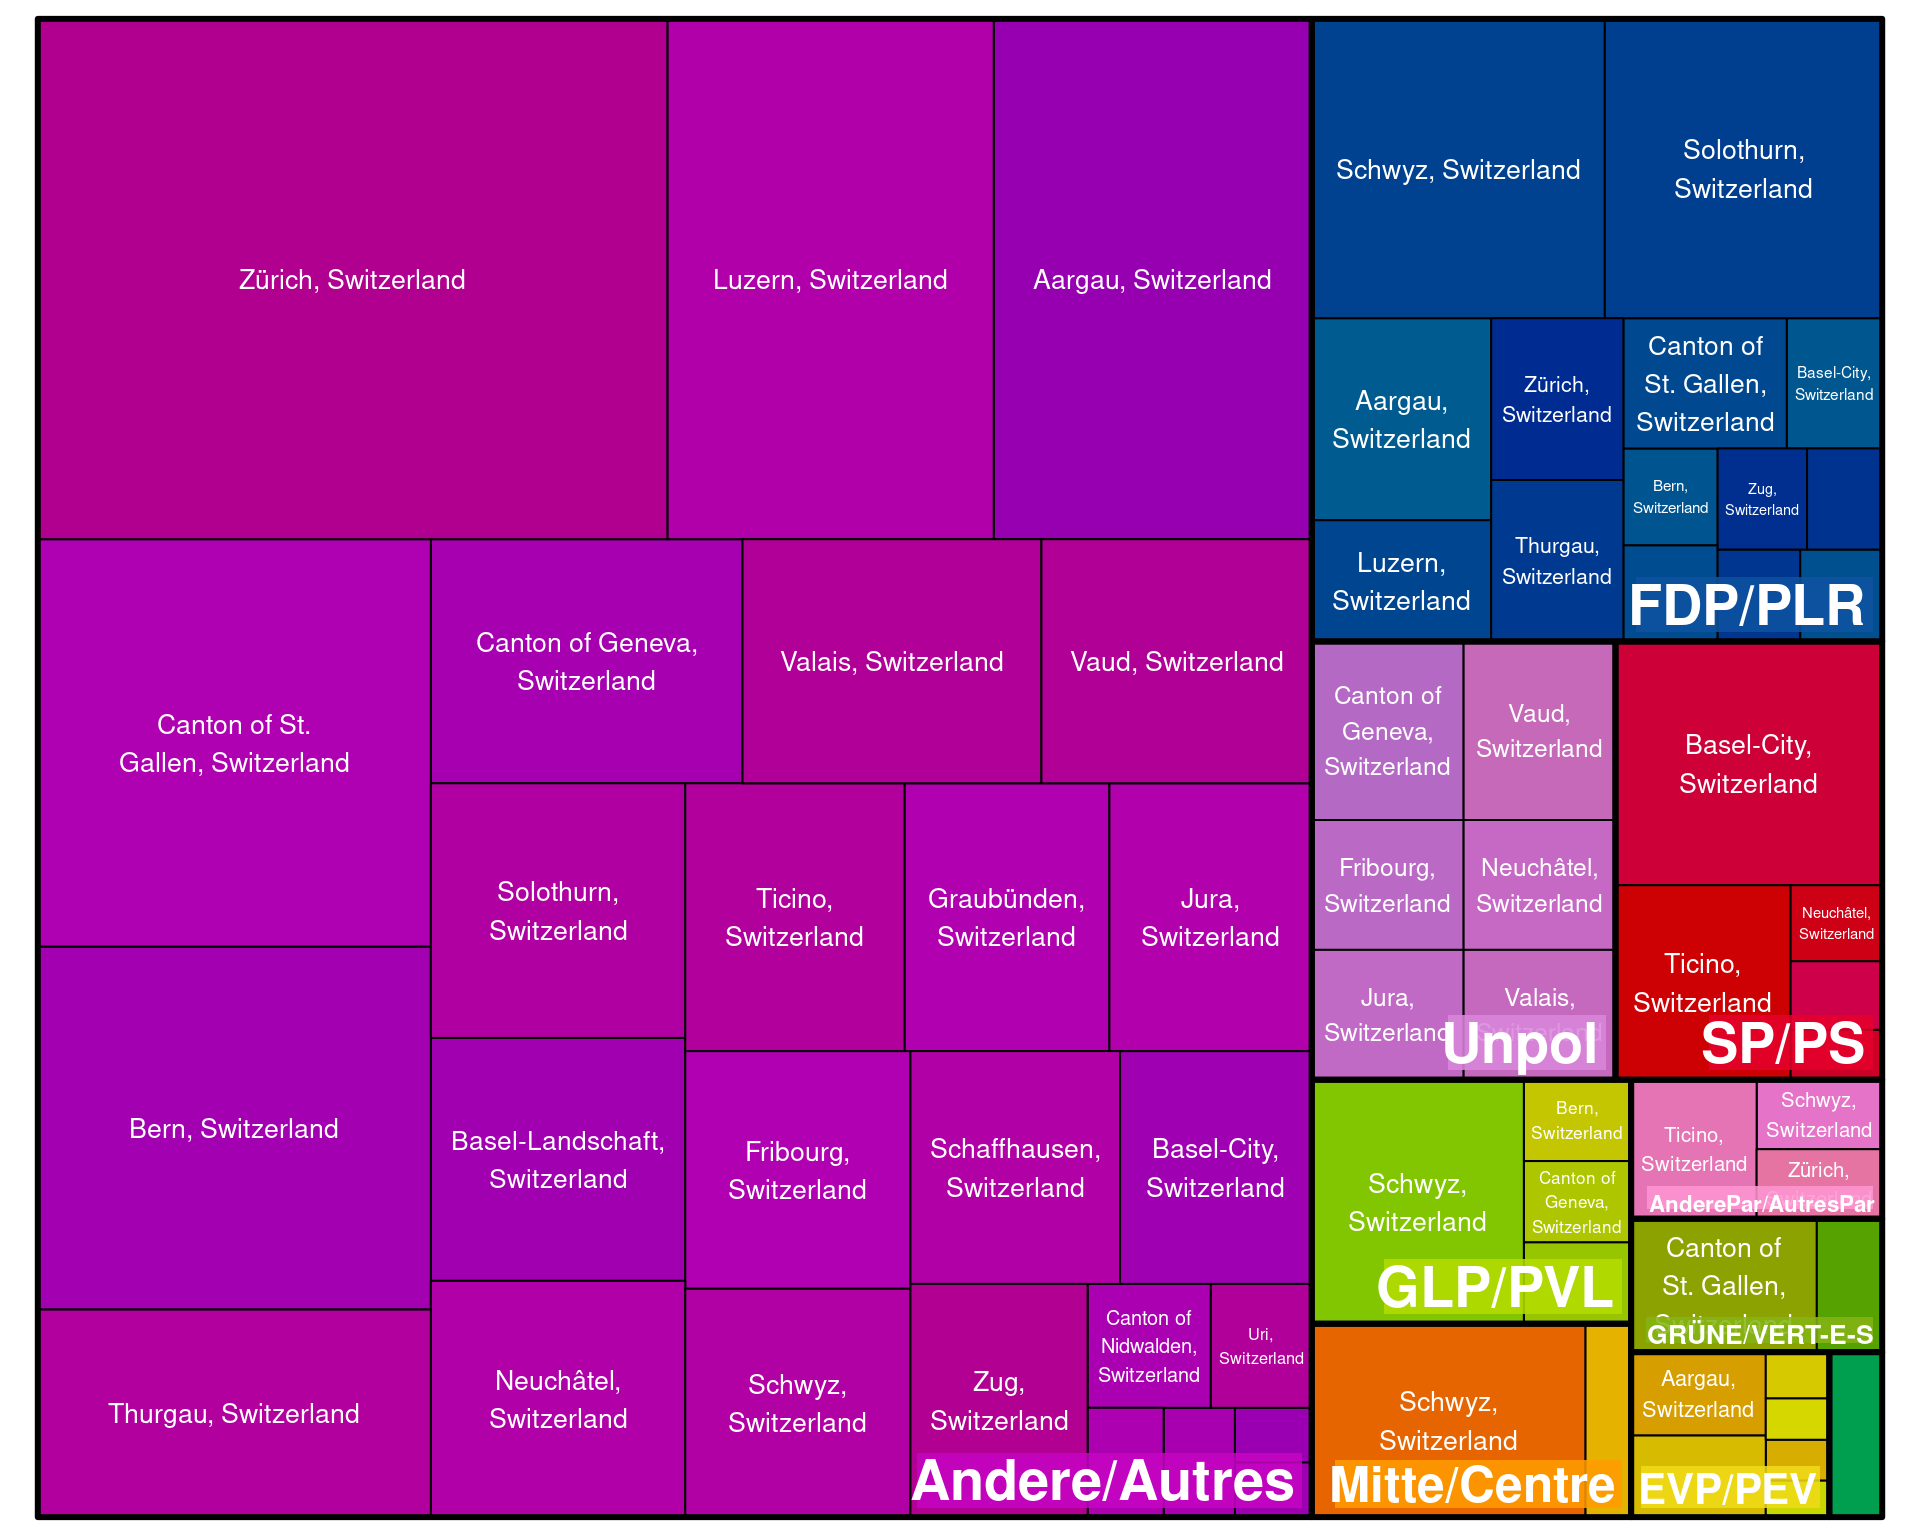 Zürich, Switzerland
Luzern, Switzerland
Aargau, Switzerland
Canton of St.
Gallen, Switzerland
Canton of Geneva,
Switzerland
Valais, Switzerland
Vaud, Switzerland
Solothurn,
Switzerland
Ticino,
Switzerland
Graubünden,
Switzerland
Jura,
Switzerland
Bern, Switzerland
Basel-Landschaft,
Switzerland
Fribourg,
Switzerland
Schaffhausen,
Switzerland
Basel-City,
Switzerland
Thurgau, Switzerland
Neuchâtel,
Switzerland
Schwyz,
Switzerland
Zug,
Switzerland
Canton of
Nidwalden,
Switzerland
Uri,
Switzerland
Andere/Autres
Schwyz, Switzerland
Solothurn,
Switzerland
Aargau,
Switzerland
Zürich,
Switzerland
Canton of
St. Gallen,
Switzerland
Basel-City,
Switzerland
Luzern,
Switzerland
Thurgau,
Switzerland
Bern,
Switzerland
Zug,
Switzerland
FDP/PLR
Canton of
Geneva,
Switzerland
Vaud,
Switzerland
Fribourg,
Switzerland
Neuchâtel,
Switzerland
Jura,
Switzerland
Valais,
Switzerland
Unpol
Basel-City,
Switzerland
Ticino,
Switzerland
Neuchâtel,
Switzerland
SP/PS
Schwyz,
Switzerland
Bern,
Switzerland
Canton of
Geneva,
Switzerland
GLP/PVL
Ticino,
Switzerland
Schwyz,
Switzerland
Zürich,
AnderePar/AutresPar
Canton of
St. Gallen,
Switzerland
GRÜNE/VERT-E-S
Schwyz,
Switzerland
Mitte/Centre
Aargau,
Switzerland
EVP/PEV